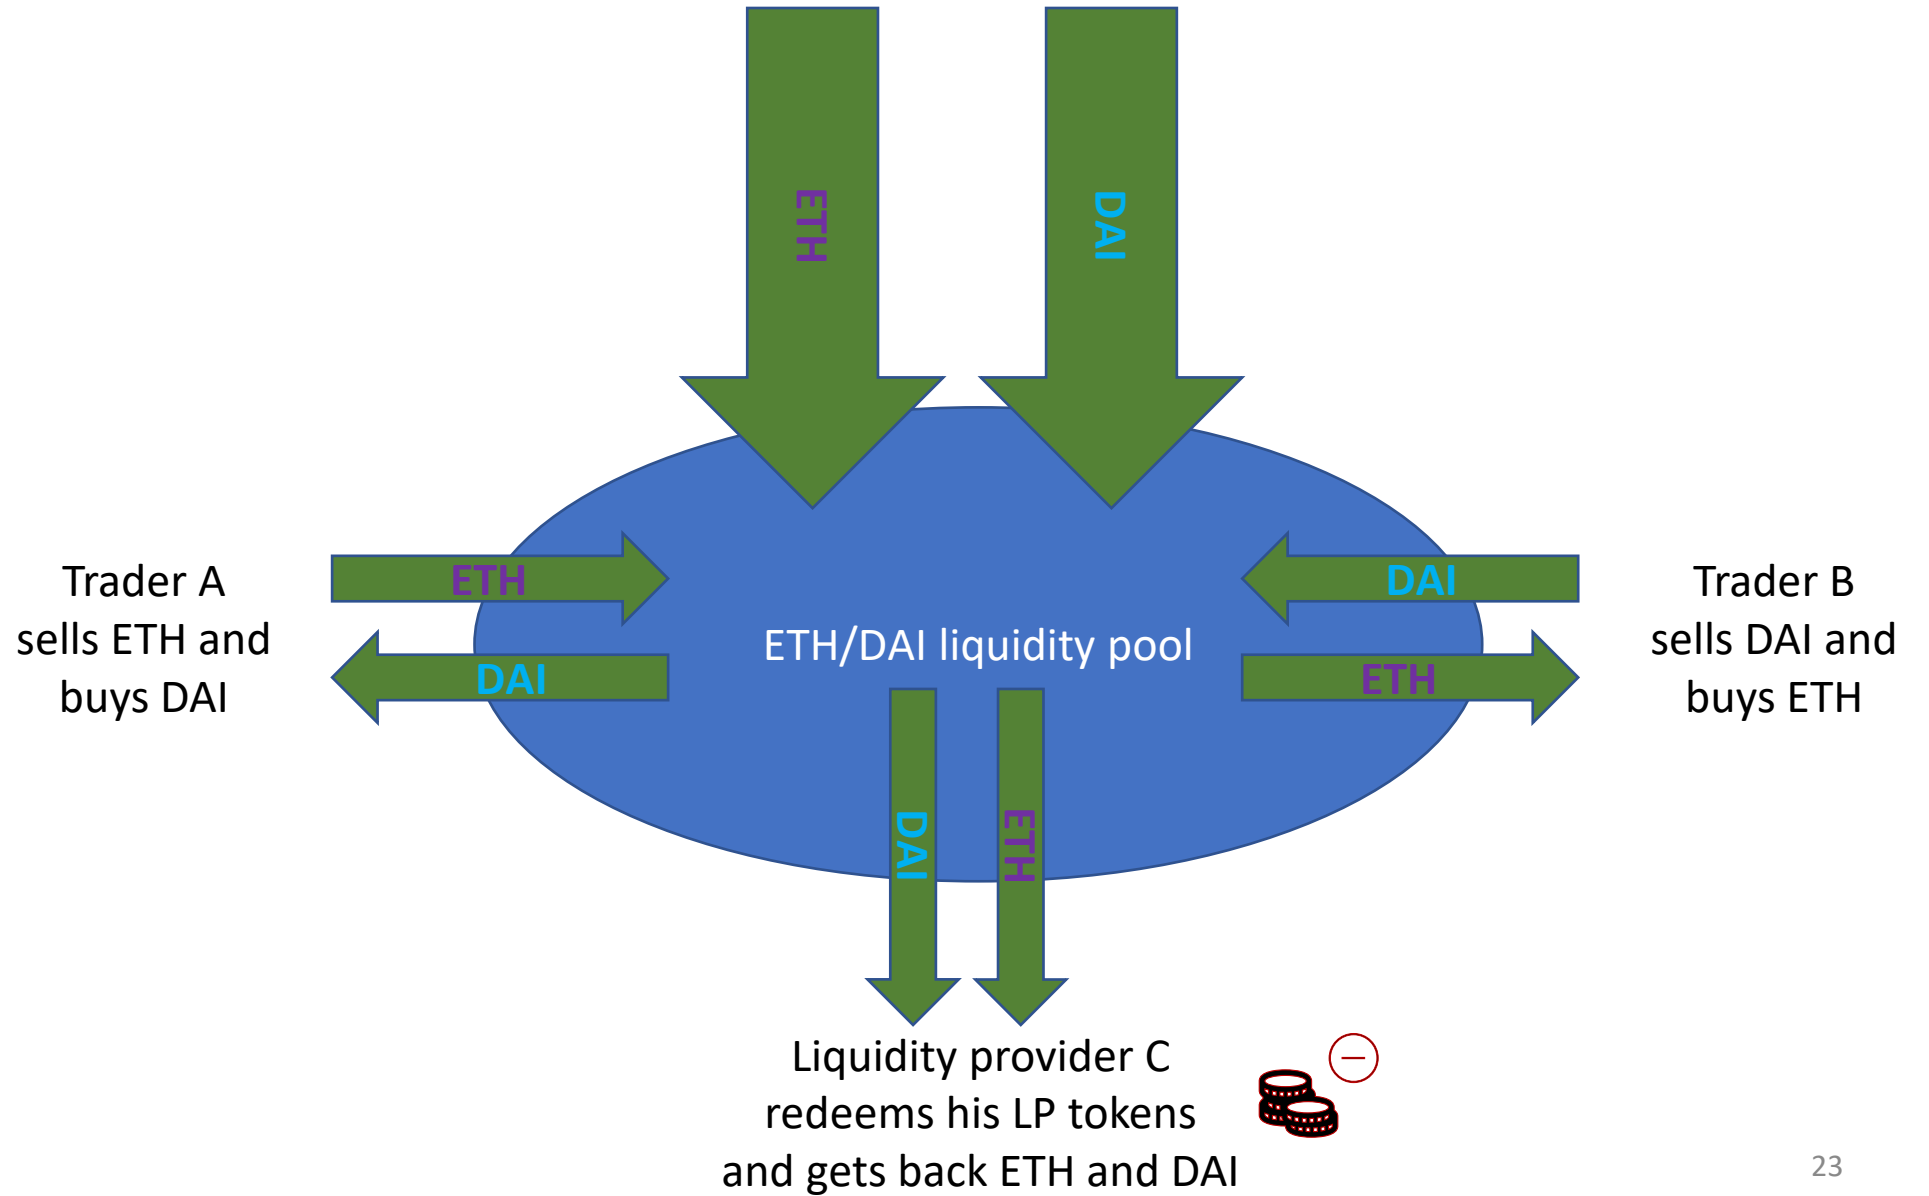 ETH
DAI
Trader A
sells ETH and
buys DAI
ETH
DAI
ETH/DAI liquidity pool
DAI
ETH
Trader B
sells DAI and
buys ETH
DAI
ETH
Liquidity provider C
redeems his LP tokens
and gets back ETH and DAI
23